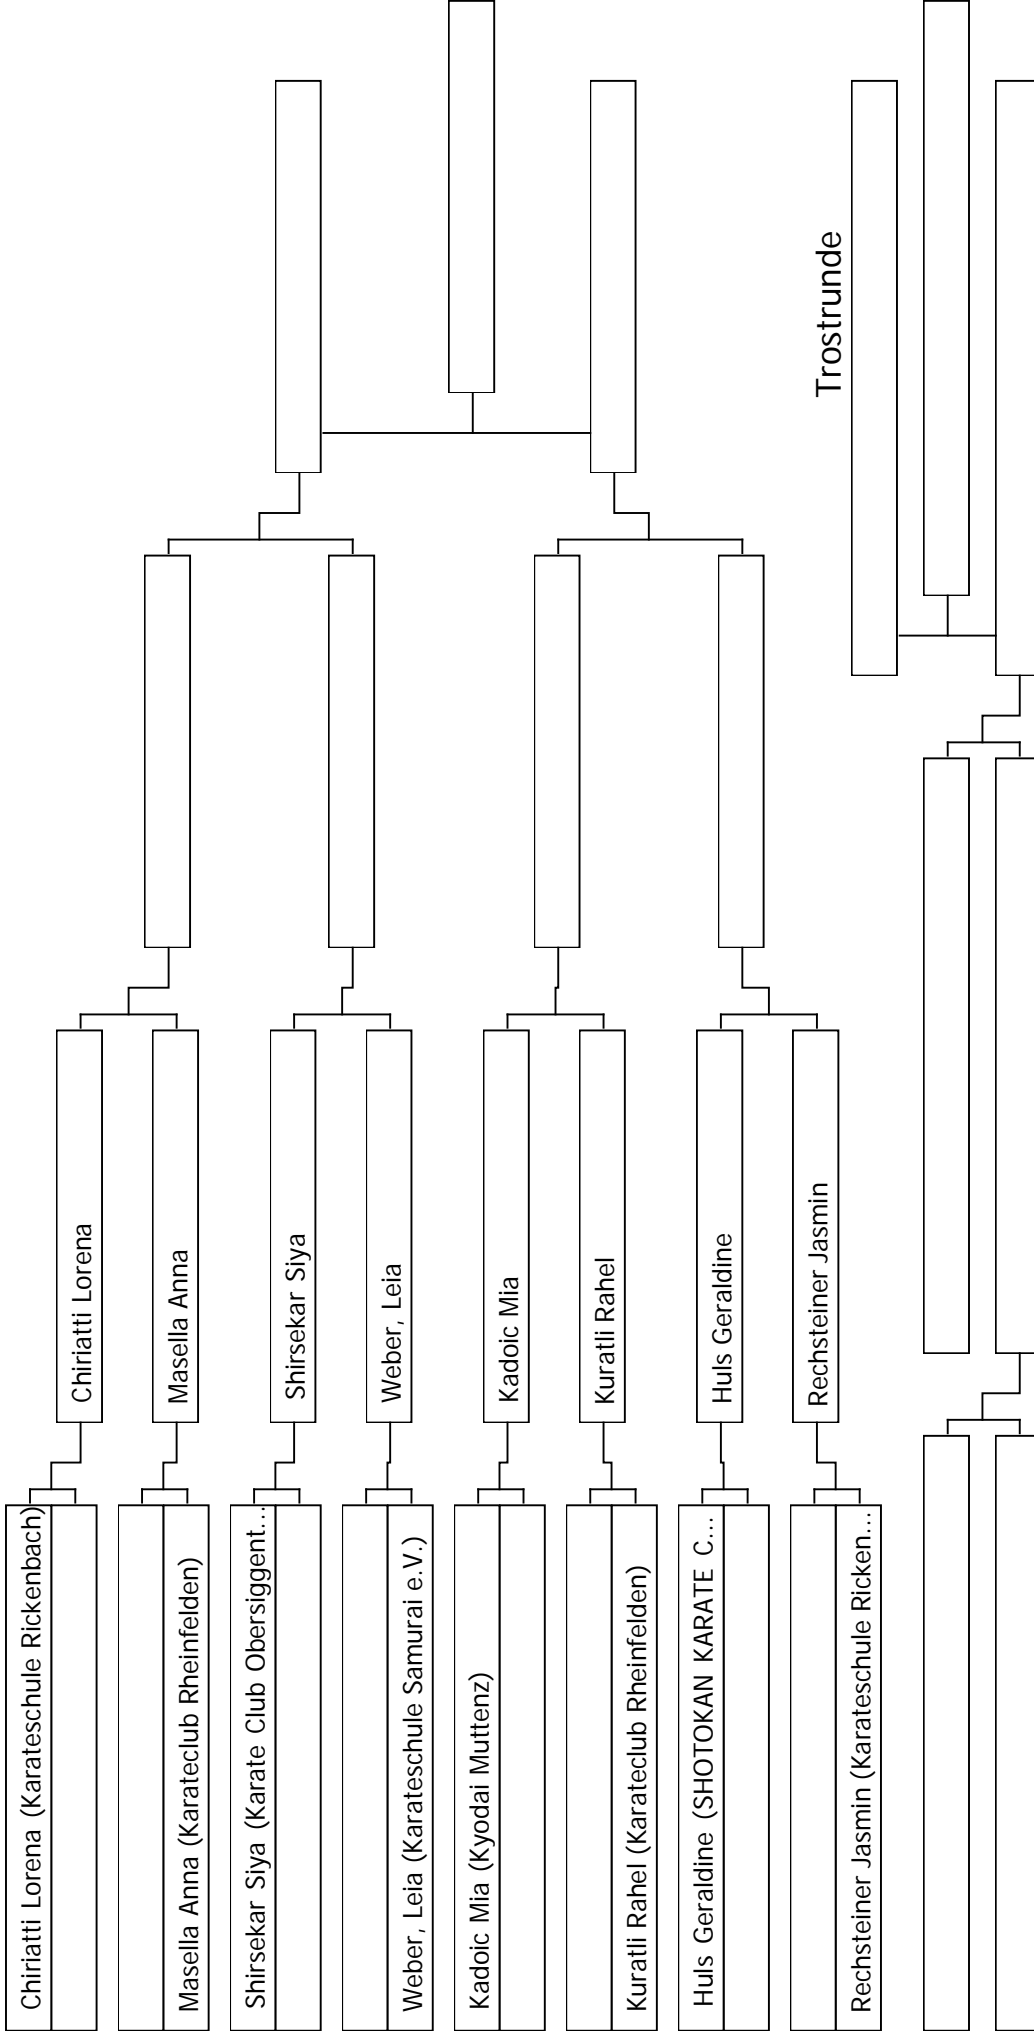 Chiriatti Lorena (Karateschule Rickenbach)
Masella Anna (Karateclub Rheinfelden)
Shirsekar Siya (Karate Club Obersiggent...
Weber, Leia (Karateschule Samurai e.V.)
Kadoic Mia (Kyodai Muttenz)
Kuratli Rahel (Karateclub Rheinfelden)
Huls Geraldine (SHOTOKAN KARATE C...
Rechsteiner Jasmin (Karateschule Ricken...
Chiriatti Lorena
Masella Anna
Shirsekar Siya
Weber, Leia
Kadoic Mia
Kuratli Rahel
Huls Geraldine
Rechsteiner Jasmin
Trostrunde